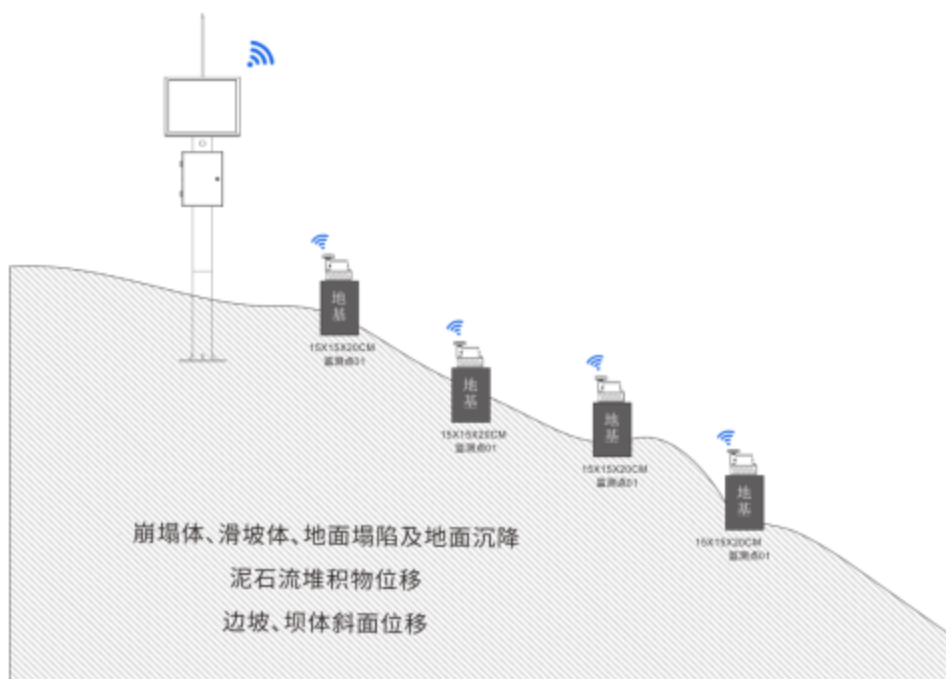 地
基
15X15X20CM
监测点01
地
基
15X15X20CM
监测点01
地
基
15X15X20CM
监测点01
地
基
15X15X20CM
监测点01
崩塌体、滑坡体、地面塌陷及地面沉降
泥石流堆积物位移
边坡、坝体斜面位移